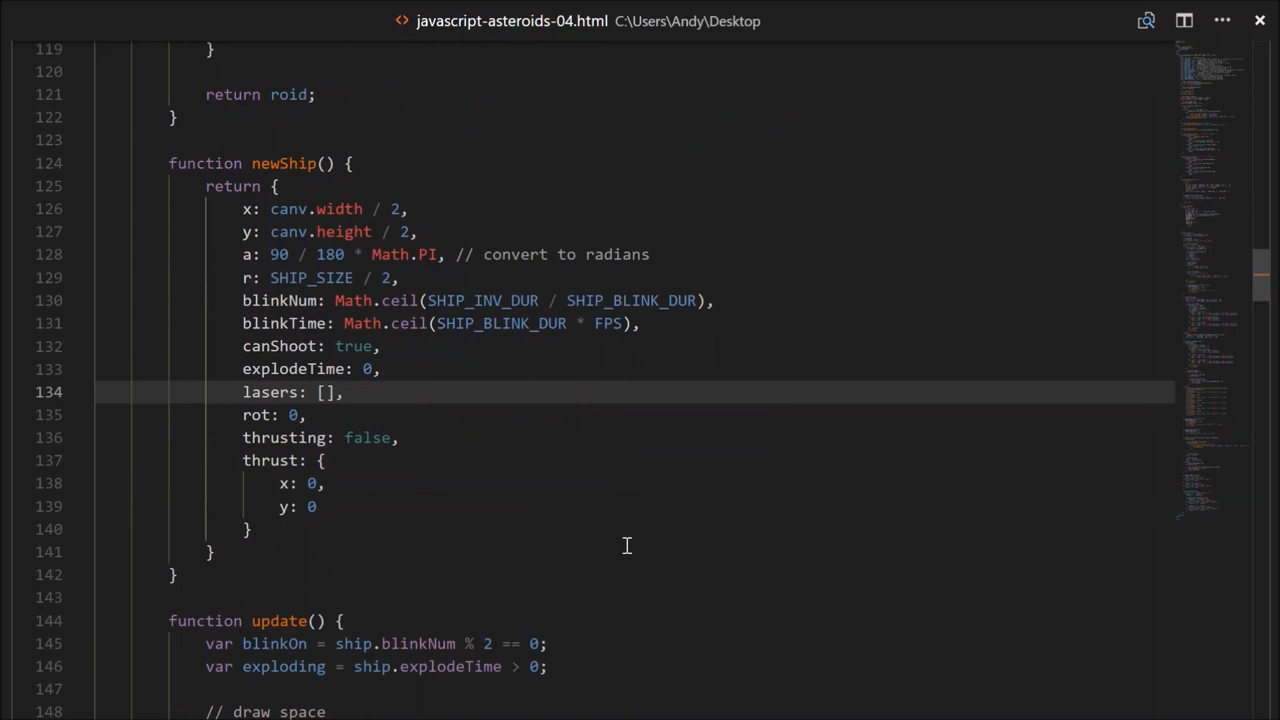 javascript-asteroids-04.html C:\Users\Andy\Desktop
119 }
120
121 return roid;
122 }
123
124 function newShip() {
125 return {
126 x: canv.width / 2,
127 y: canv.height / 2,
128 a: 90 / 180 * Math.PI, // convert to radians
129 r: SHIP_SIZE / 2,
130 blinkNum: Math.ceil(SHIP_INV_DUR / SHIP_BLINK_DUR),
131 blinkTime: Math.ceil(SHIP_BLINK_DUR * FPS),
132 canShoot: true,
133 explodeTime: 0,
134 lasers: [],
135 rot: 0,
136 thrusting: false,
137 thrust: {
138 x: 0,
139 y: 0
140 }
141 }
142 }
143
144 function update() {
145 var blinkOn = ship.blinkNum % 2 == 0;
146 var exploding = ship.explodeTime > 0;
147
148 // draw space